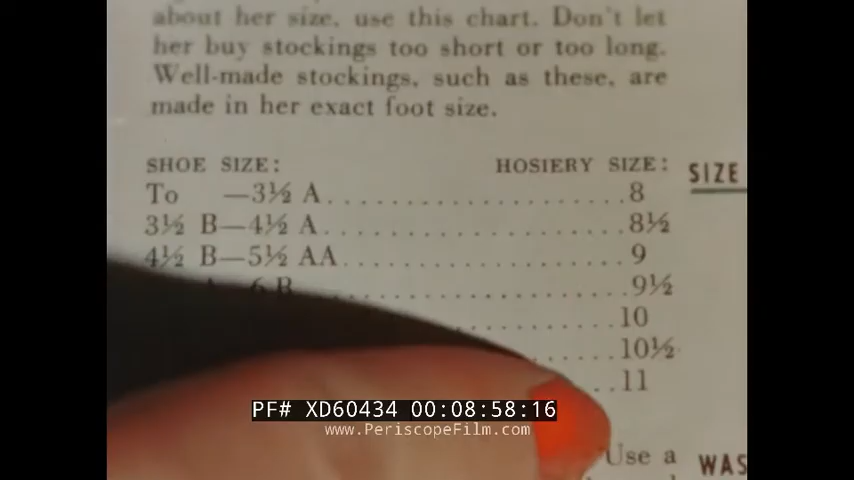 about her size, use this chart. Don't let
her buy stockings too short or too long.
Well-made stockings, such as these, are
made in her exact foot size.
SHOE SIZE: HOSIERY SIZE:
To —3½ A..............................8
3½ B—4½ A..............................8½
4½ B—5½ AA............................9
6 B ..............................9½
................10
.........10½
..11
SIZE
PF# XD60434 00:08:58:16
www.PeriscopeFilm.com
Use a
WAS